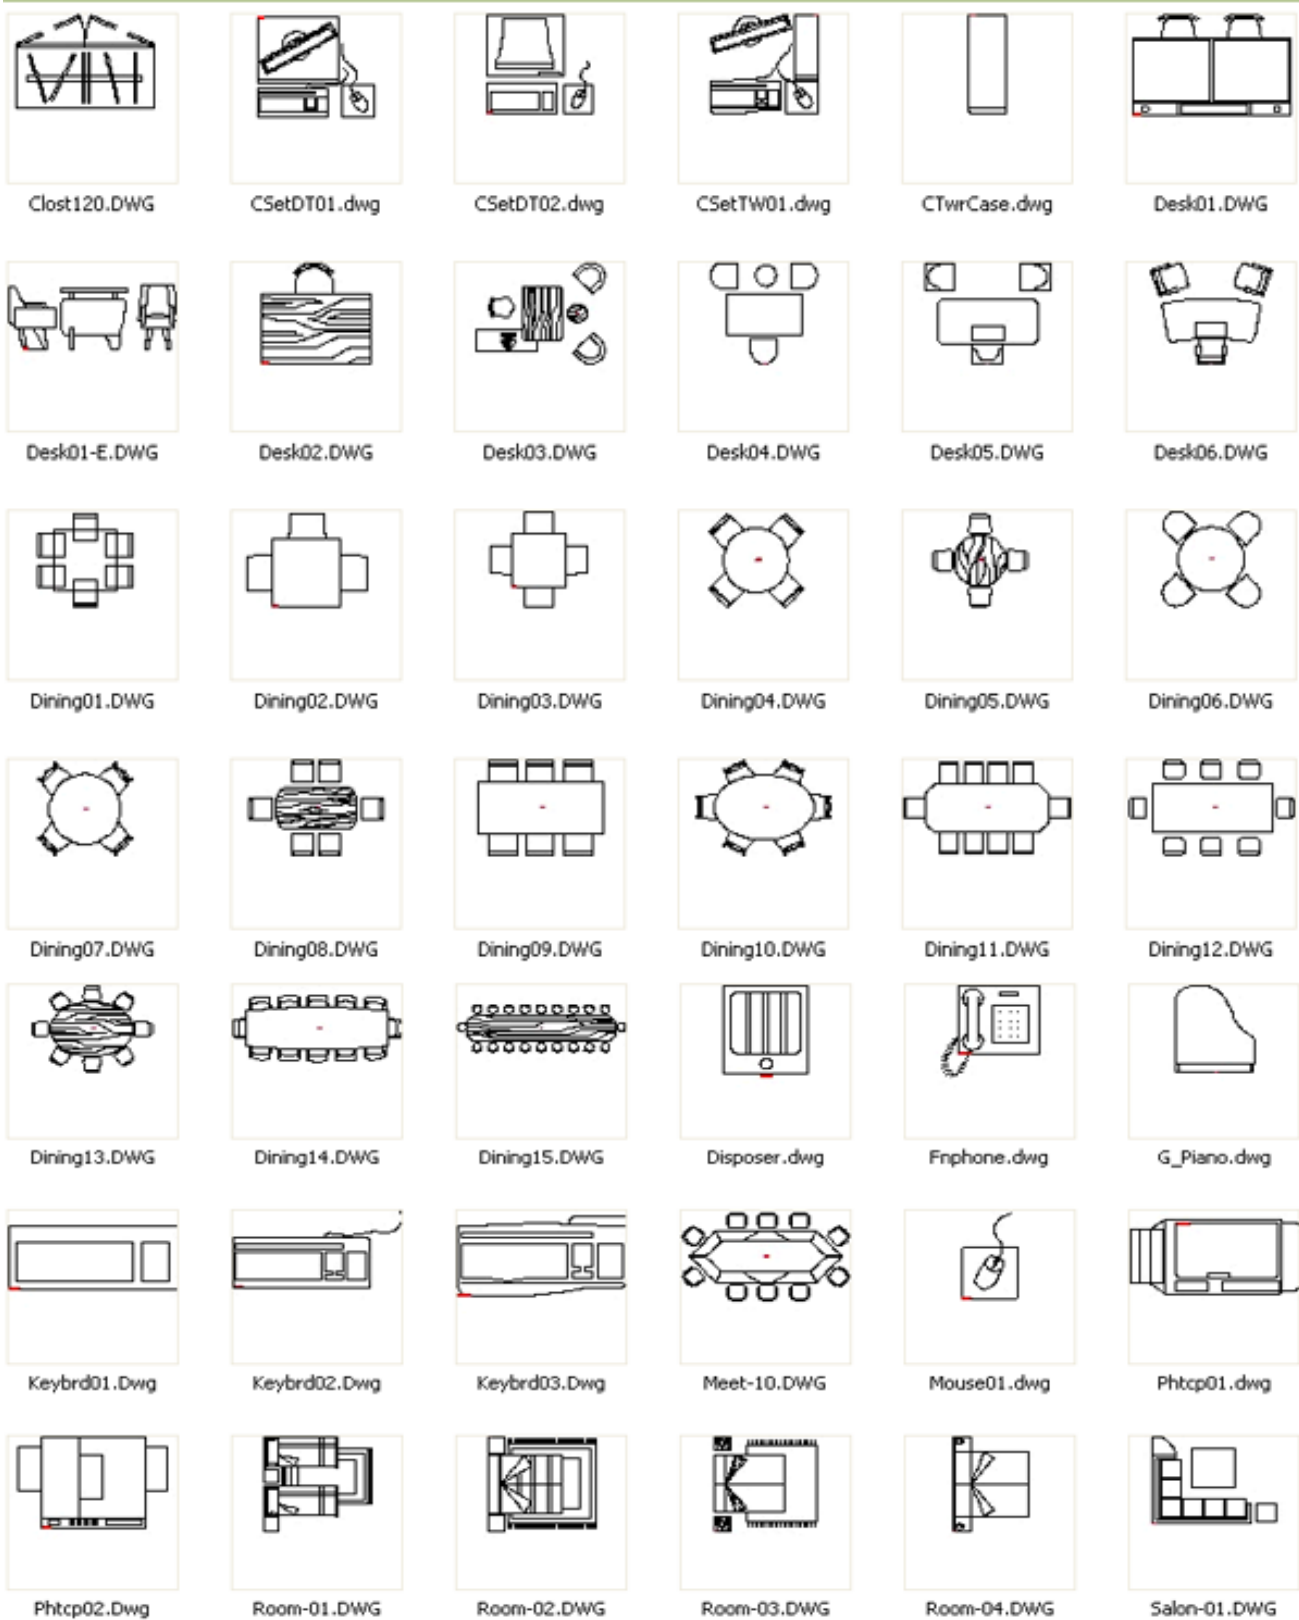 Clost120.DWG CSetDT01.dwg CSetDT02.dwg CSetTW01.dwg CTwrCase.dwg Desk01.DWG
Desk01-E.DWG Desk02.DWG Desk03.DWG Desk04.DWG Desk05.DWG Desk06.DWG
Dining01.DWG Dining02.DWG Dining03.DWG Dining04.DWG Dining05.DWG Dining06.DWG
Dining07.DWG Dining08.DWG Dining09.DWG Dining10.DWG Dining11.DWG Dining12.DWG
Dining13.DWG Dining14.DWG Dining15.DWG Disposer.dwg Fnphone.dwg G_Piano.dwg
Keybrd01.Dwg Keybrd02.Dwg Keybrd03.Dwg Meet-10.DWG Mouse01.dwg Phtcp01.dwg
Phtcp02.Dwg Room-01.DWG Room-02.DWG Room-03.DWG Room-04.DWG Salon-01.DWG